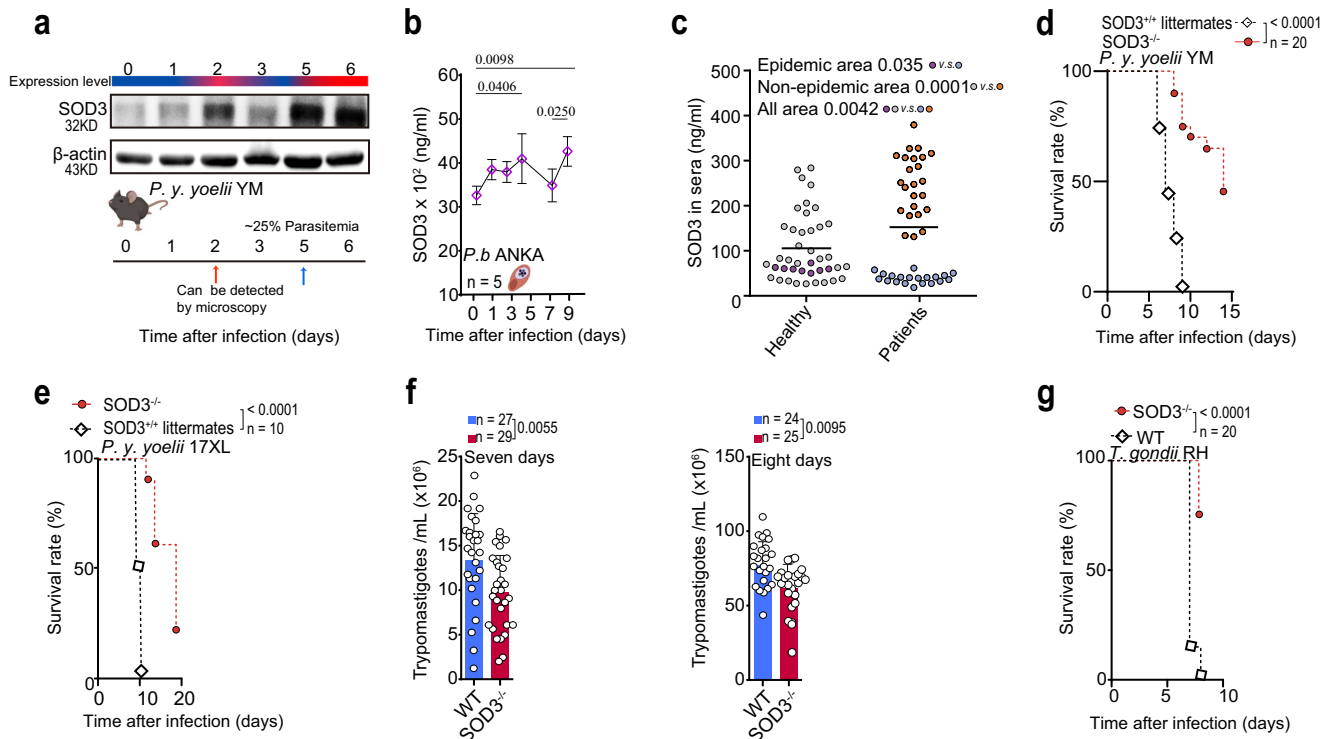 a
0 1 2 3 5 6
Expression level
SOD3
32KD
β-actin
43KD
P. y. yoelii YM
~25% Parasitemia
0 1 2 3 5 6
Can be detected
by microscopy
Time after infection (days)
b
0.0098
0.0406
0.0250
SOD3 x 10² (ng/ml)
60
50
40
30
20
10
P.b ANKA
n = 5
0 1 3 5 7 9
Time after infection (days)
c
Epidemic area 0.035 v.s.
Non-epidemic area 0.0001 v.s.
All area 0.0042 v.s.
SOD3 in sera (ng/ml)
500
400
300
200
100
0
Healthy
Patients
d
SOD3+/+ littermates < 0.0001
SOD3-/- n = 20
P. y. yoelii YM
Survival rate (%)
100
50
0
0 5 10 15
Time after infection (days)
e
SOD3-/- < 0.0001
SOD3+/+ littermates n = 10
P. y. yoelii 17XL
Survival rate (%)
100
50
0
0 10 20
Time after infection (days)
f
n = 27
n = 29 0.0055
Seven days
Trypomastigotes /mL (x10⁶)
25
20
15
10
5
0
WT
SOD3-/-
n = 24
n = 25 0.0095
Eight days
Trypomastigotes /mL (x10⁶)
150
100
50
0
WT
SOD3-/-
g
SOD3-/- < 0.0001
WT n = 20
T. gondii RH
Survival rate (%)
100
50
0
0 5 10
Time after infection (days)